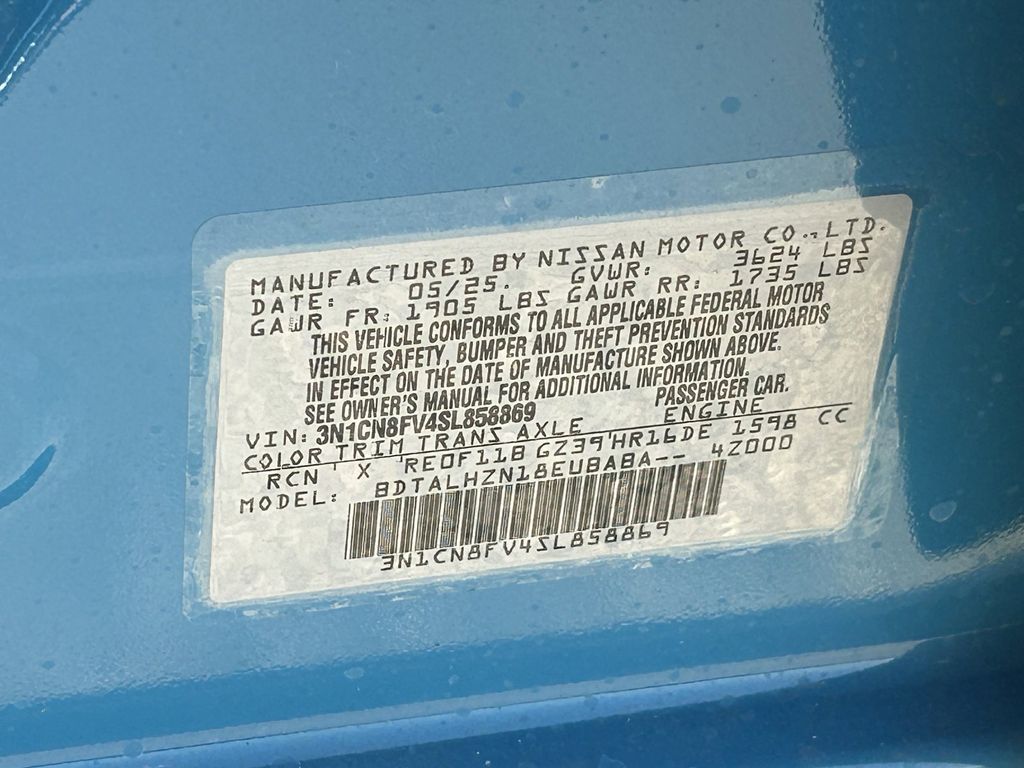 MANUFACTURED BY NISSAN MOTOR CO.,LTD.
DATE: 05/25. GVWR: 3624 LBS
GAWR FR: 1905 LBS GAWR RR: 1735 LBS
THIS VEHICLE CONFORMS TO ALL APPLICABLE FEDERAL MOTOR
VEHICLE SAFETY, BUMPER AND THEFT PREVENTION STANDARDS
IN EFFECT ON THE DATE OF MANUFACTURE SHOWN ABOVE.
SEE OWNER'S MANUAL FOR ADDITIONAL INFORMATION.
VIN: 3N1CN8FV4SL858869 PASSENGER CAR.
COLOR TRIM TRANS AXLE ENGINE
RCN X RE0F11B GZ39 HR16DE 1598 CC
MODEL: BDTALHZN18EUBABA-- 4Z000
3N1CN8FV4SL858869